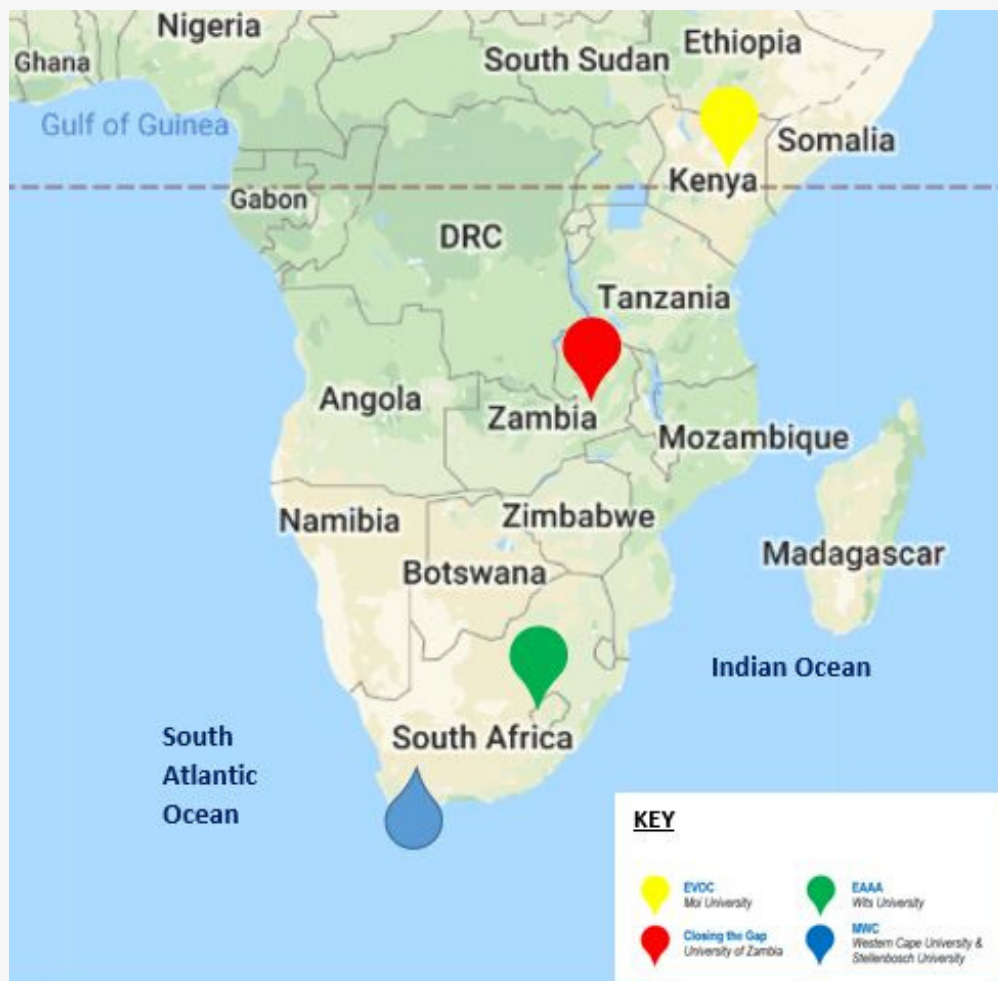 Nigeria
Ethiopia
Ghana
South Sudan
Gulf of Guinea
Somalia
Kenya
Gabon
DRC
Tanzania
Angola
Zambia
Mozambique
Namibia
Zimbabwe
Madagascar
Botswana
Indian Ocean
South Africa
South
Atlantic
Ocean
KEY
EVOC
Moi University
EAAA
Wits University
Closing the Gap
University of Zambia
MWC
Western Cape University &
Stellenbosch University